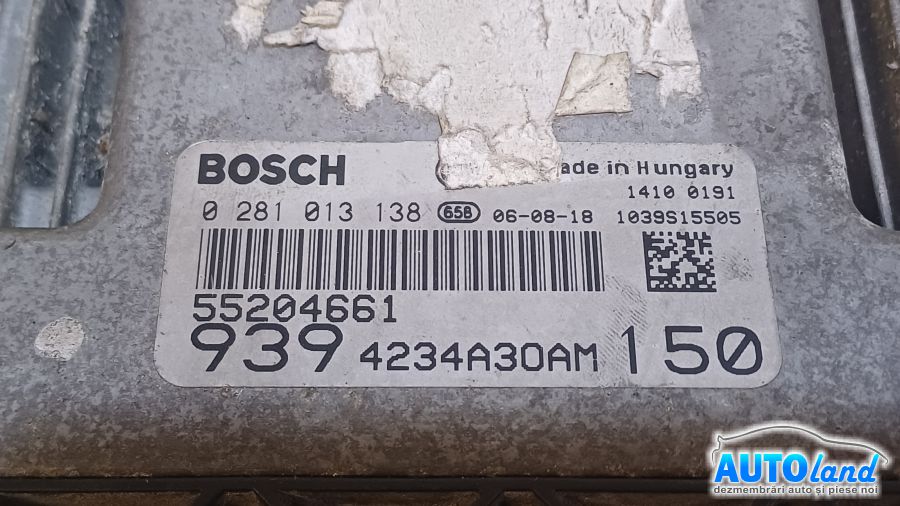 BOSCH
ade in Hungary
1410 0191
0 281 013 138 658 06-08-18 1039S15505
55204661
939 4234A30AM 150
AUTOland
dezmembrări auto și piese noi